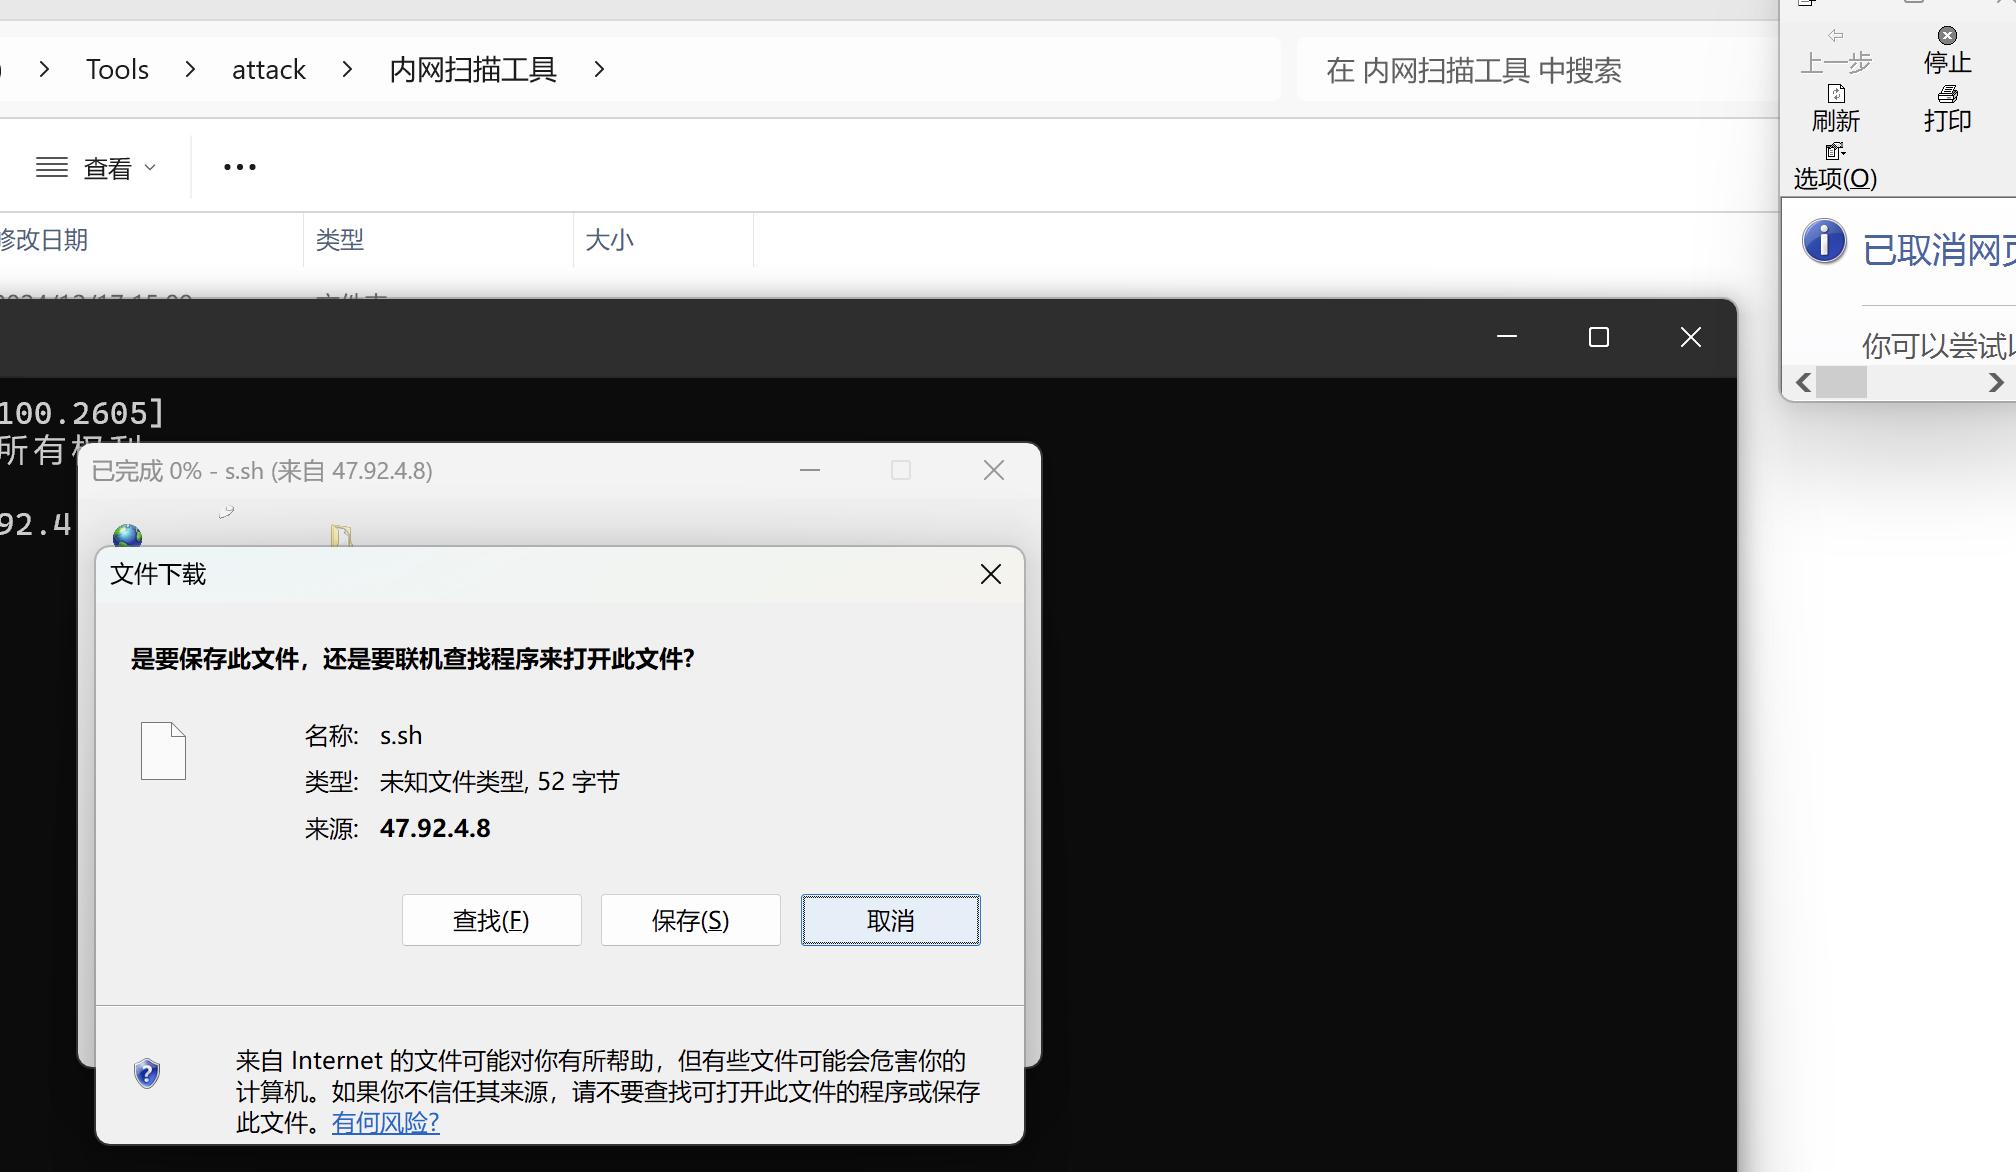 Tools
attack
内网扫描工具
在 内网扫描工具 中搜索
上一步
停止
刷新
打印
选项(O)
查看
修改日期
类型
大小
已取消网页
你可以尝试以
100.2605]
所有权利
92.4
已完成 0% - s.sh (来自 47.92.4.8)
文件下载
是要保存此文件，还是要联机查找程序来打开此文件?
名称: s.sh
类型: 未知文件类型, 52 字节
来源: 47.92.4.8
查找(F)
保存(S)
取消
来自 Internet 的文件可能对你有所帮助，但有些文件可能会危害你的
计算机。如果你不信任其来源，请不要查找可打开此文件的程序或保存
此文件。有何风险?